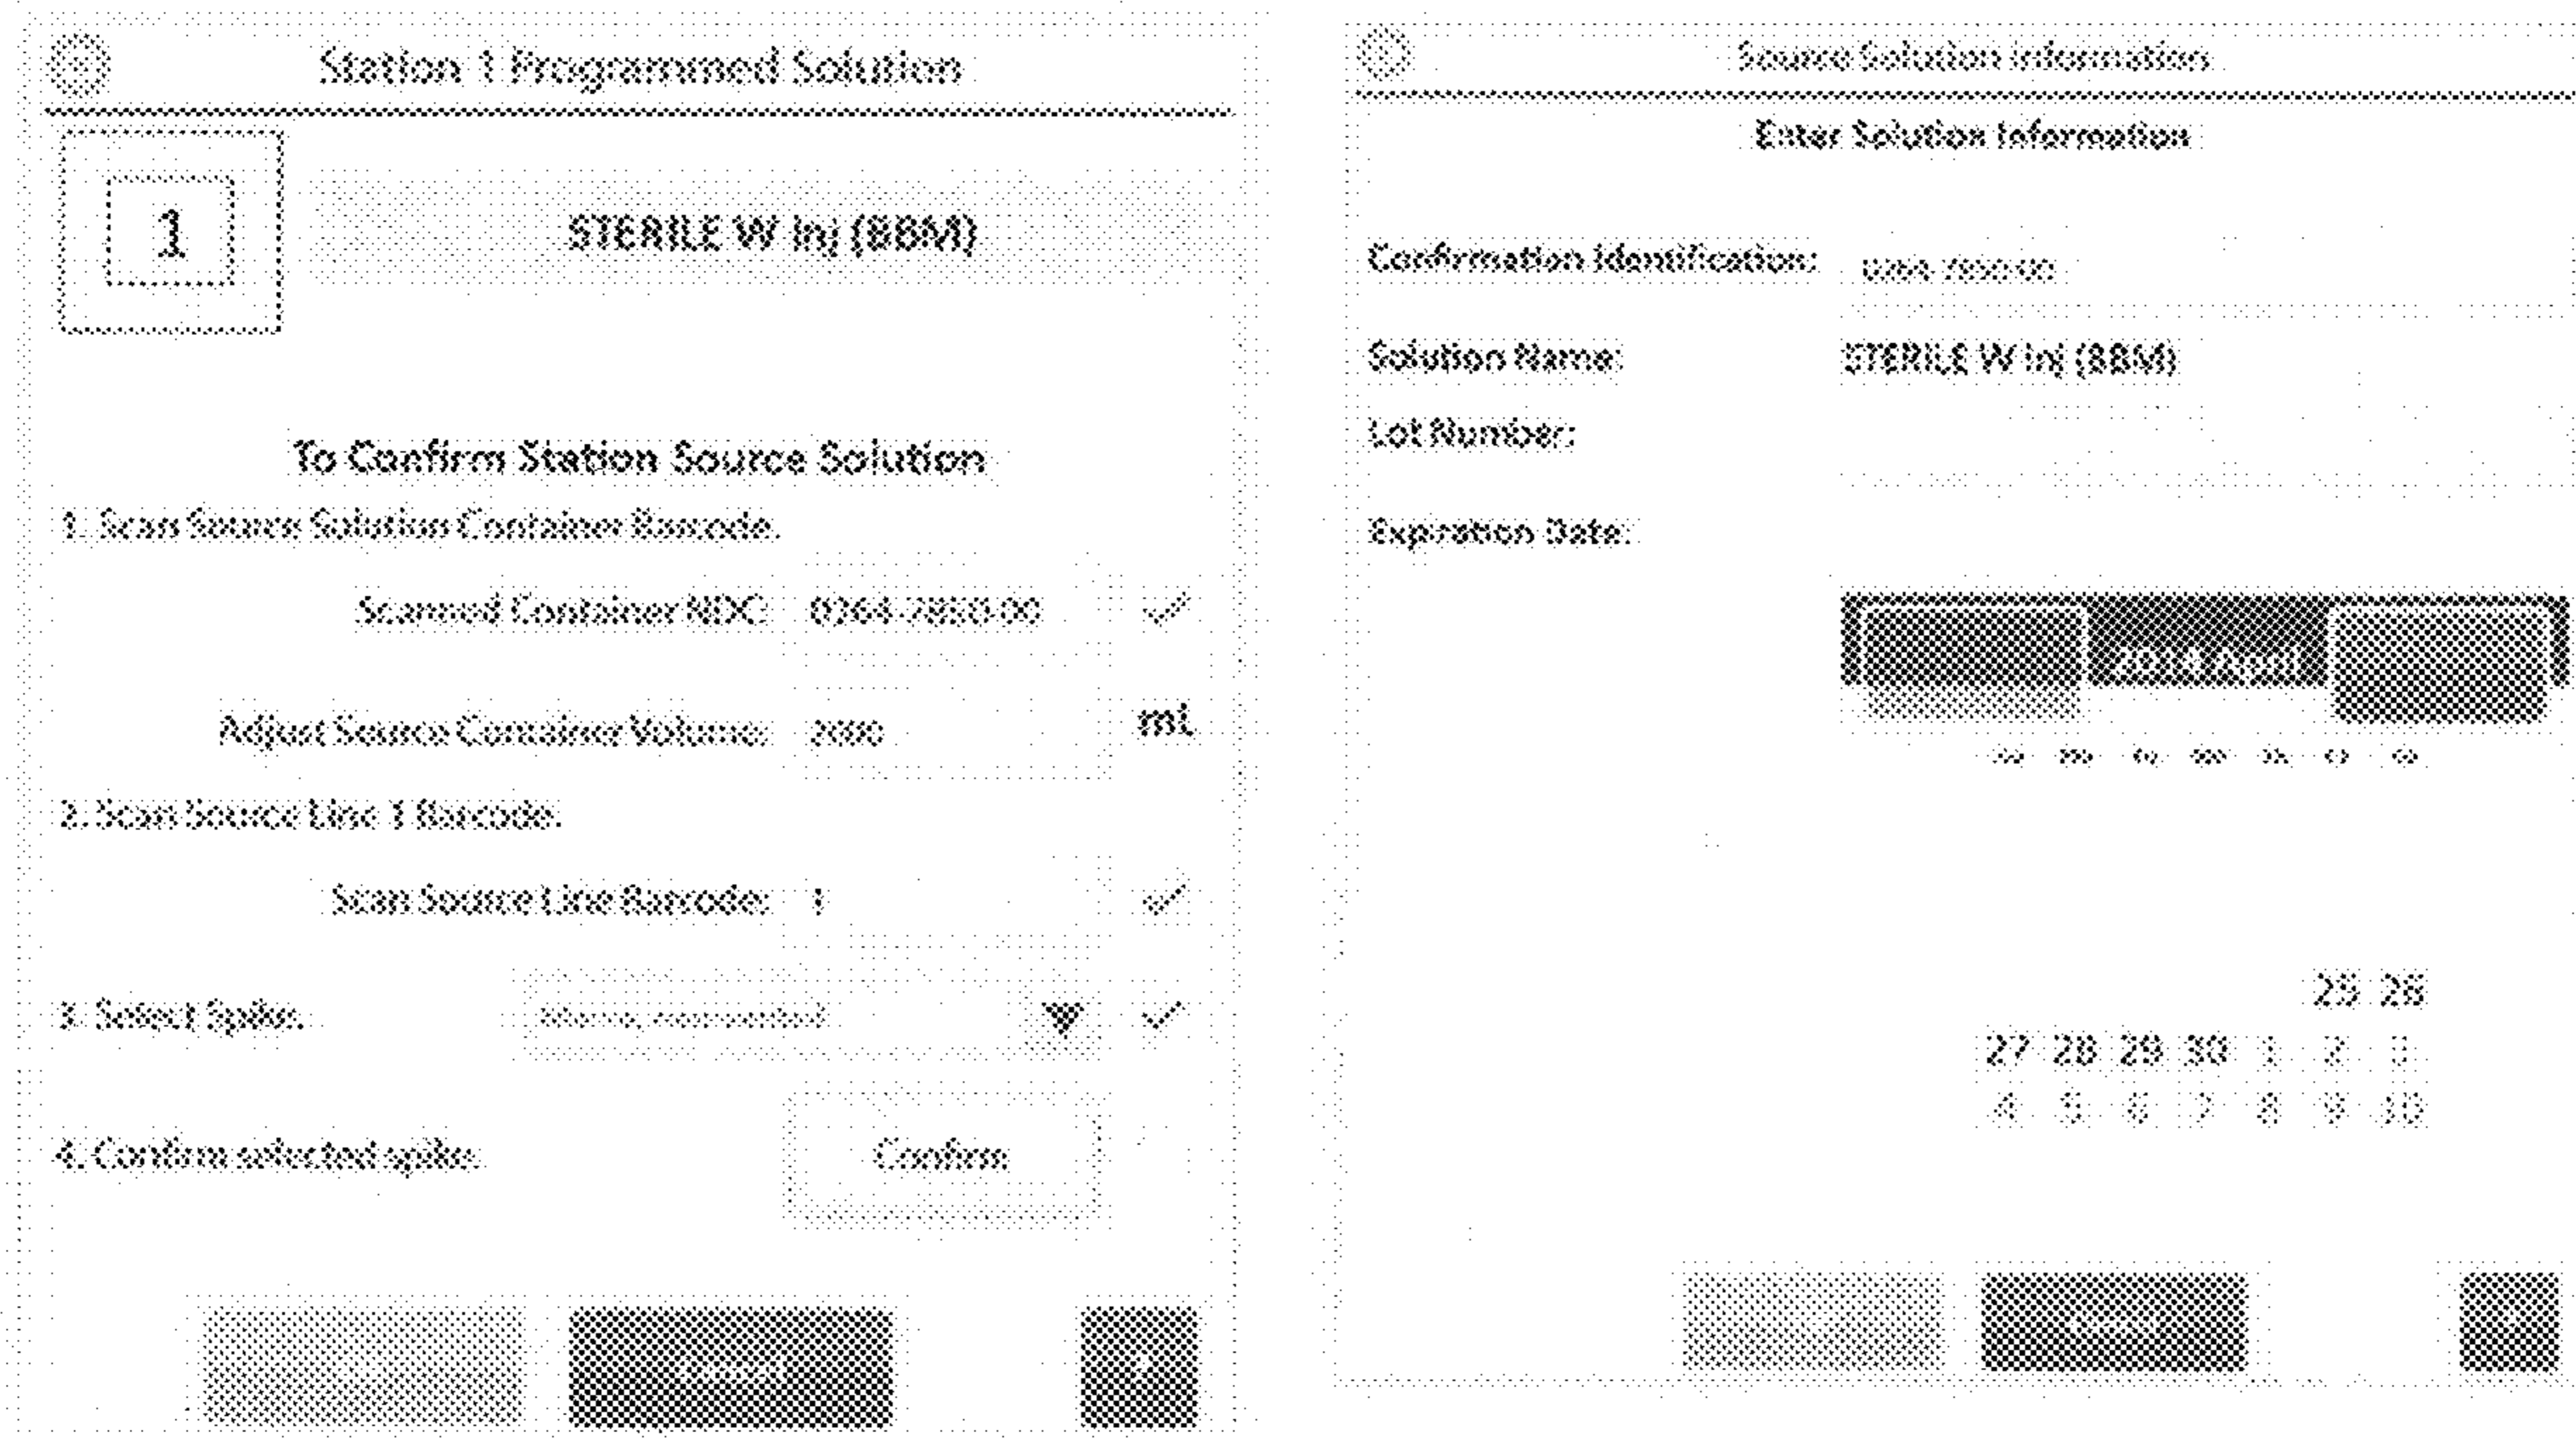 Station 1 Programmed Solution
1
STERILE W Inj (BBM)
To Confirm Station Source Solution
1. Scan Source Solution Container Barcode.
Scanned Container NDC: 0264-7850-00
Adjust Source Container Volume: 2000 mL
2. Scan Source Line 1 Barcode.
Scan Source Line Barcode: 1
3. Select Spike.
4. Confirm selected spike. Confirm
Cancel
Source Solution Information
Enter Solution Information
Confirmation Identification: 0264-7850-00
Solution Name: STERILE W Inj (BBM)
Lot Number:
Expiration Date:
25 26
27 28 29 30 1 2 3
4 5 6 7 8 9 10